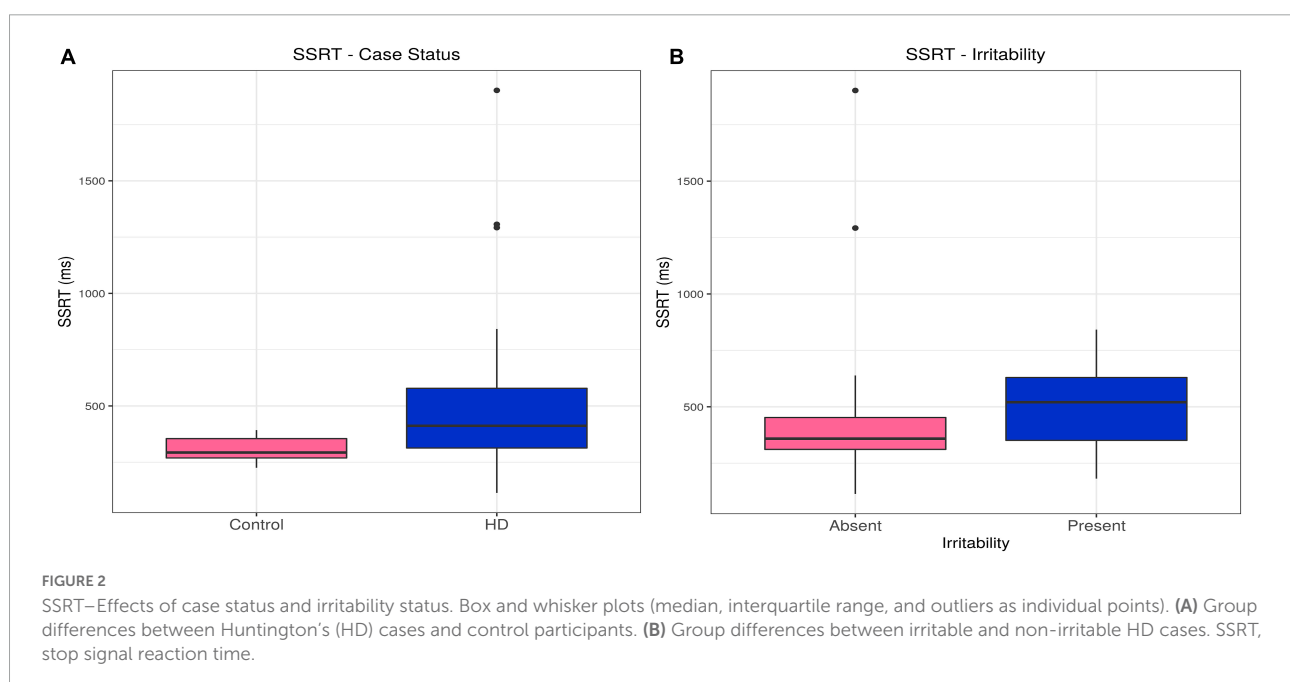 A
SSRT - Case Status
1500
1000
500
SSRT (ms)
Control
HD
B
SSRT - Irritability
1500
1000
500
SSRT (ms)
Absent
Present
Irritability
FIGURE 2
SSRT–Effects of case status and irritability status. Box and whisker plots (median, interquartile range, and outliers as individual points). (A) Group
differences between Huntington's (HD) cases and control participants. (B) Group differences between irritable and non-irritable HD cases. SSRT,
stop signal reaction time.